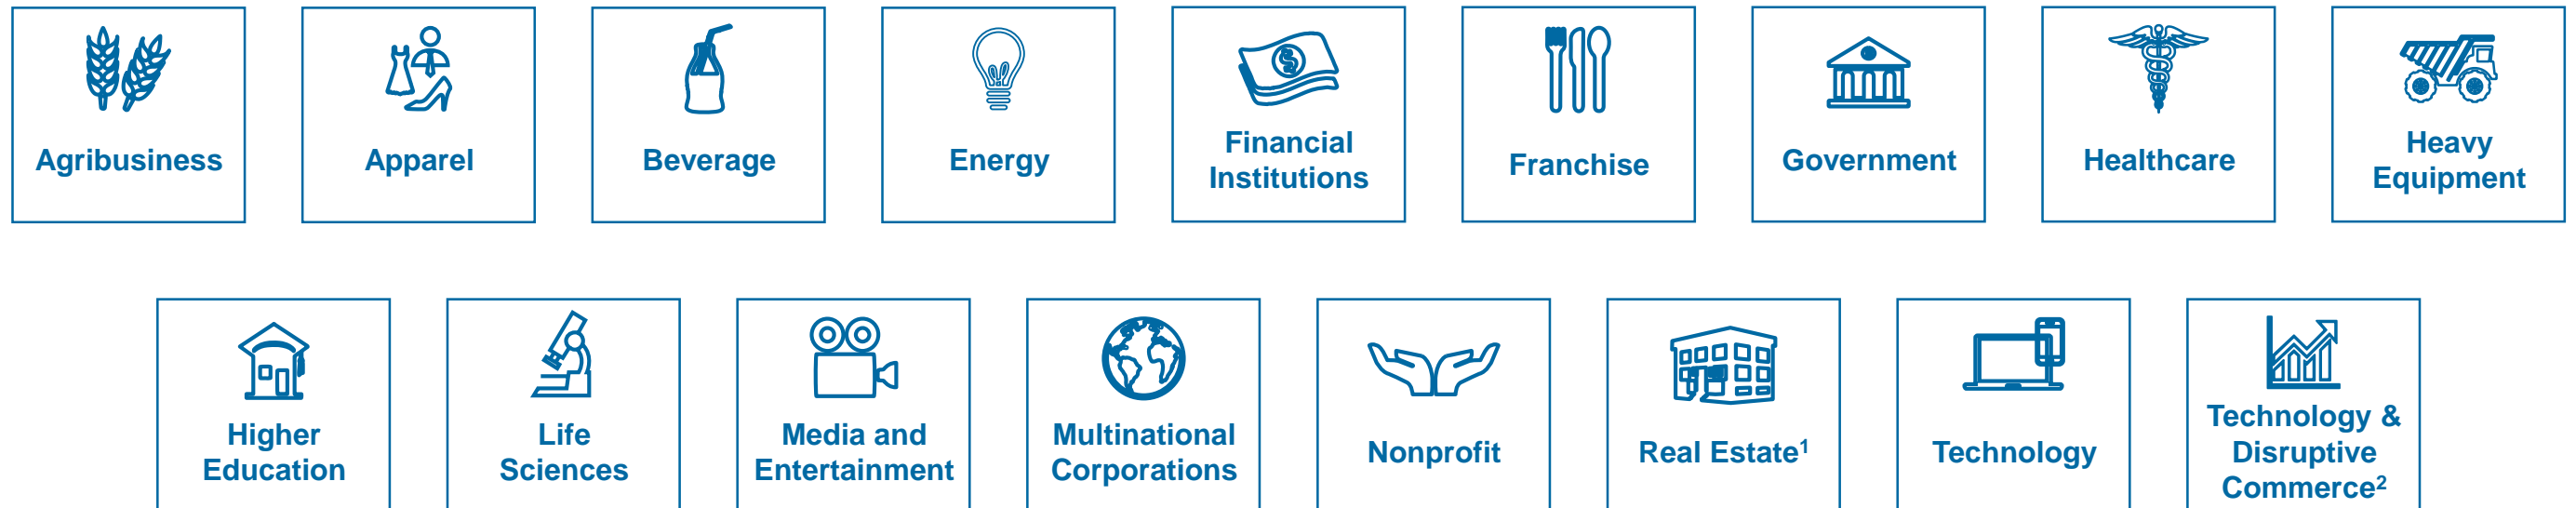 Agribusiness
Apparel
Beverage
Energy
Financial
Institutions
Franchise
Government
Healthcare
Heavy
Equipment
Higher
Education
Life
Sciences
Media and
Entertainment
Multinational
Corporations
Nonprofit
Real Estate¹
Technology
Technology &
Disruptive
Commerce²